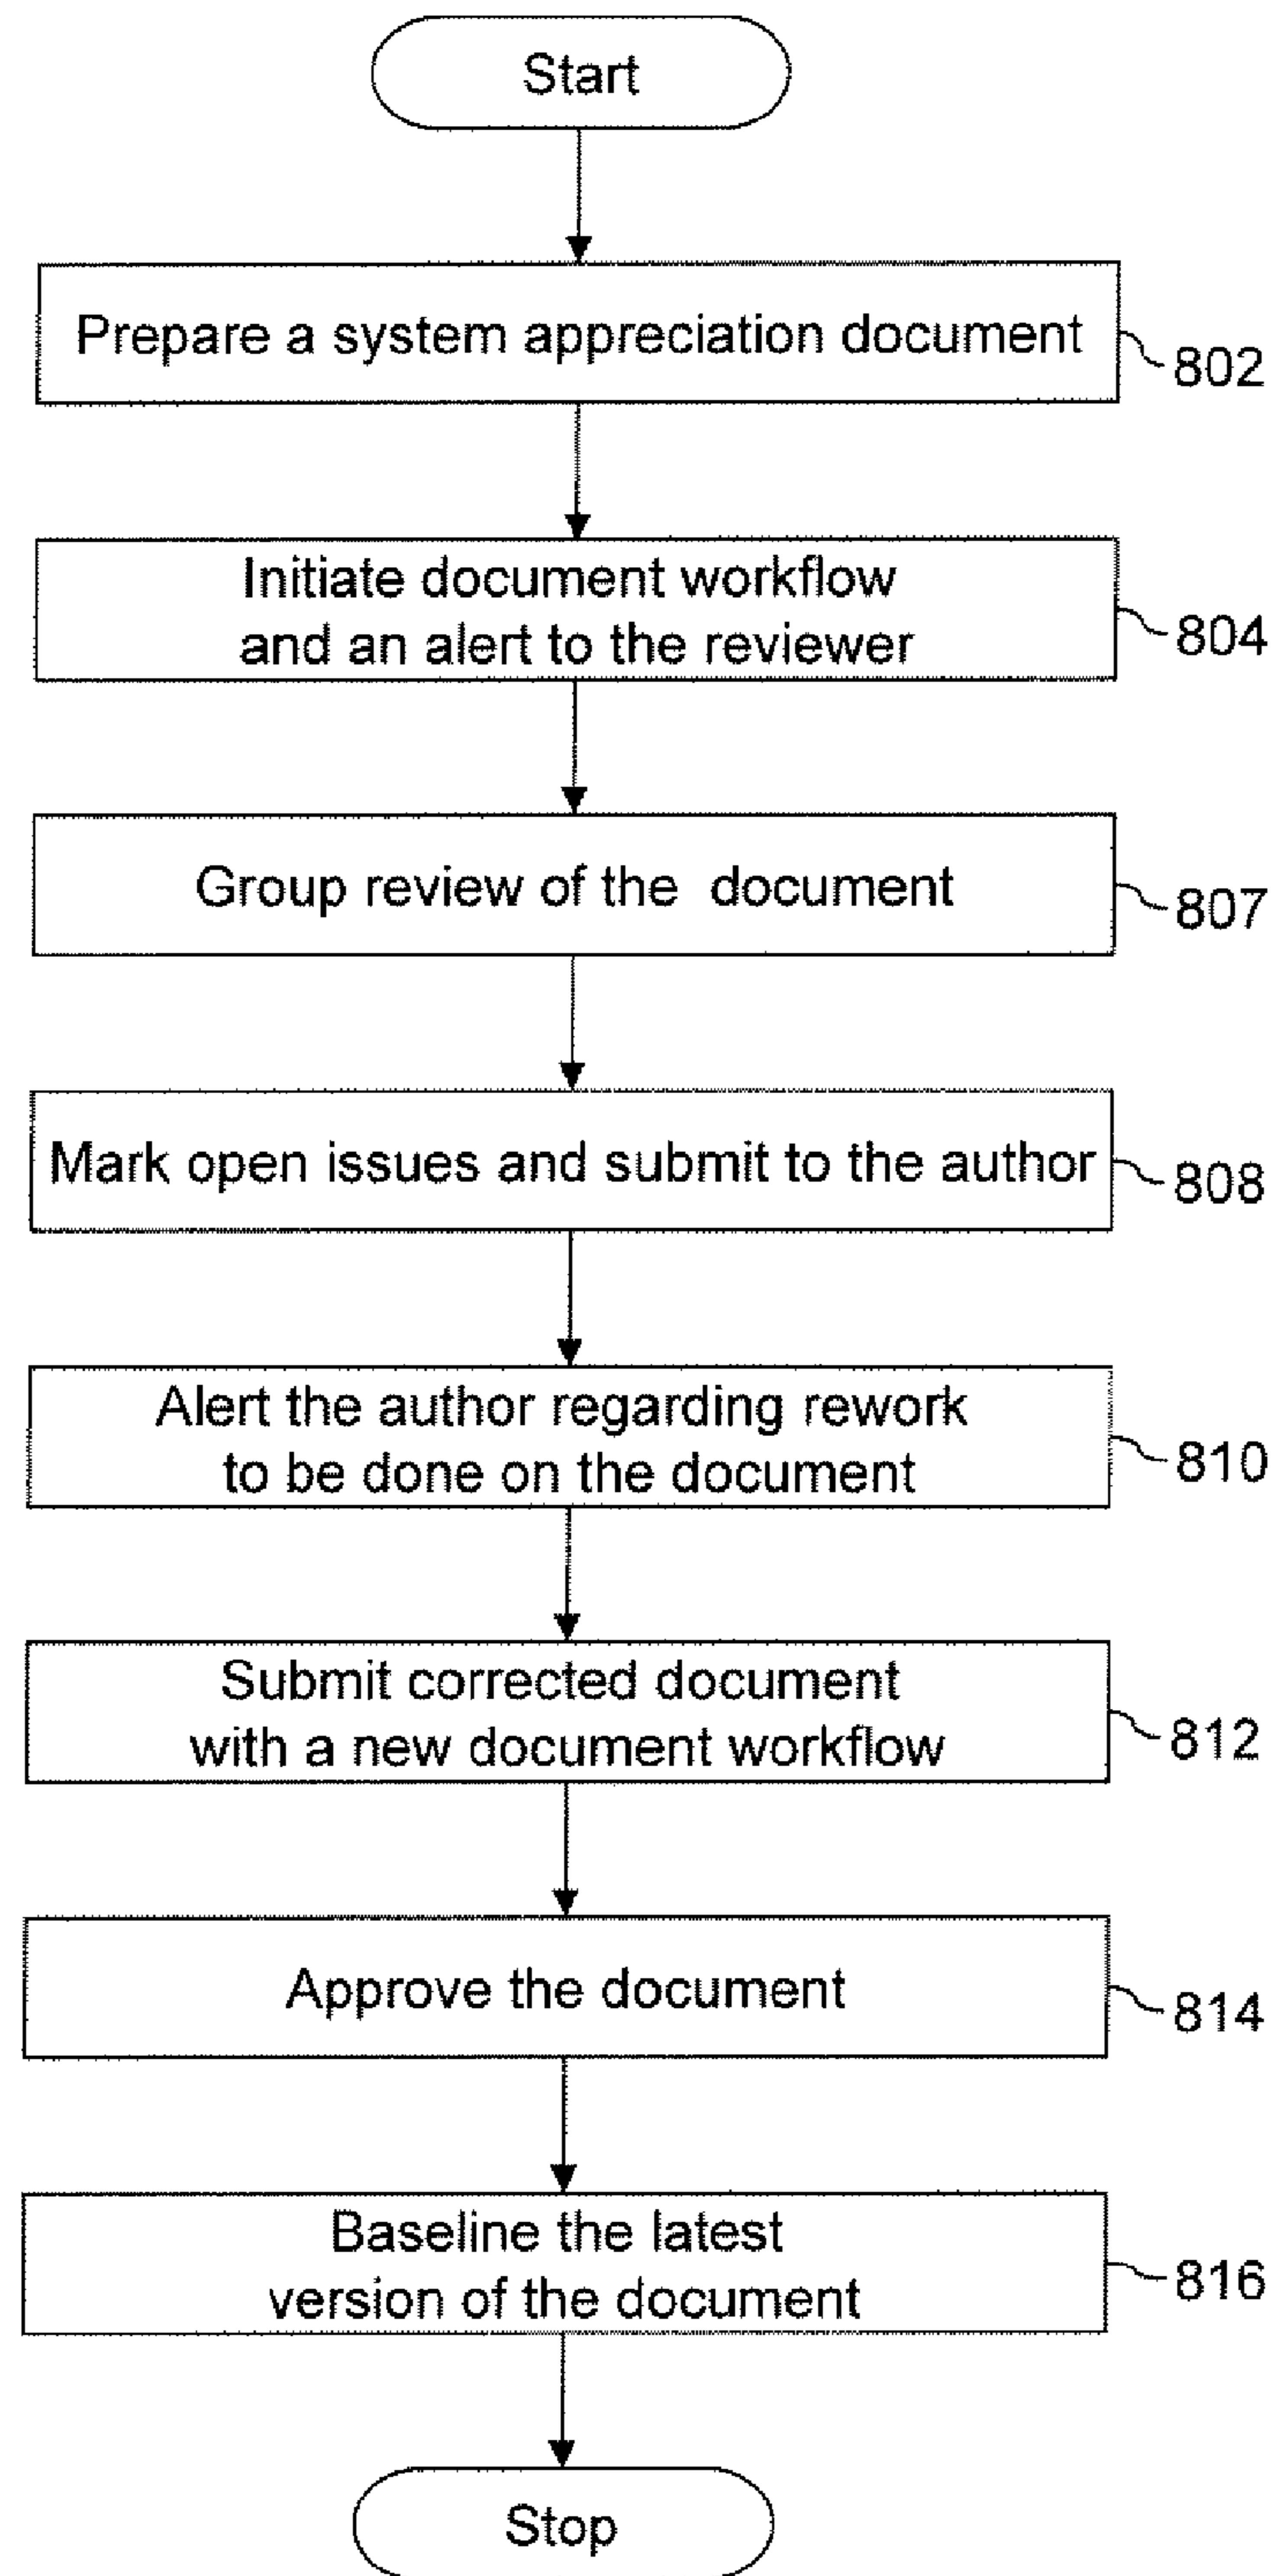 Start
Prepare a system appreciation document
802
Initiate document workflow
and an alert to the reviewer
804
Group review of the document
807
Mark open issues and submit to the author
808
Alert the author regarding rework
to be done on the document
810
Submit corrected document
with a new document workflow
812
Approve the document
814
Baseline the latest
version of the document
816
Stop